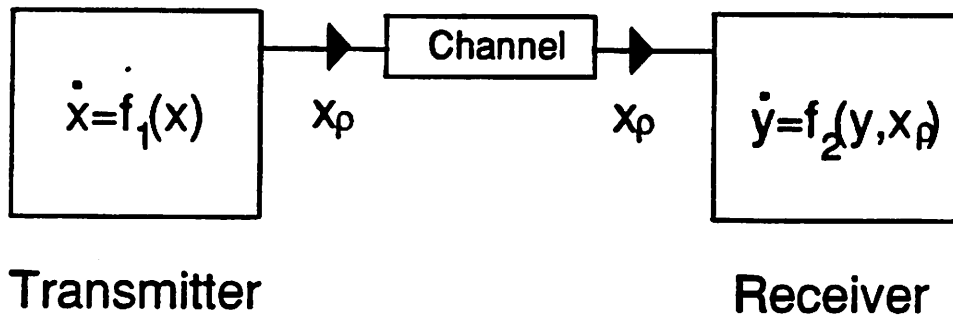 Channel
ẋ=f₁(x)
xρ
xρ
ẏ=f₂(y,xρ)
Transmitter
Receiver